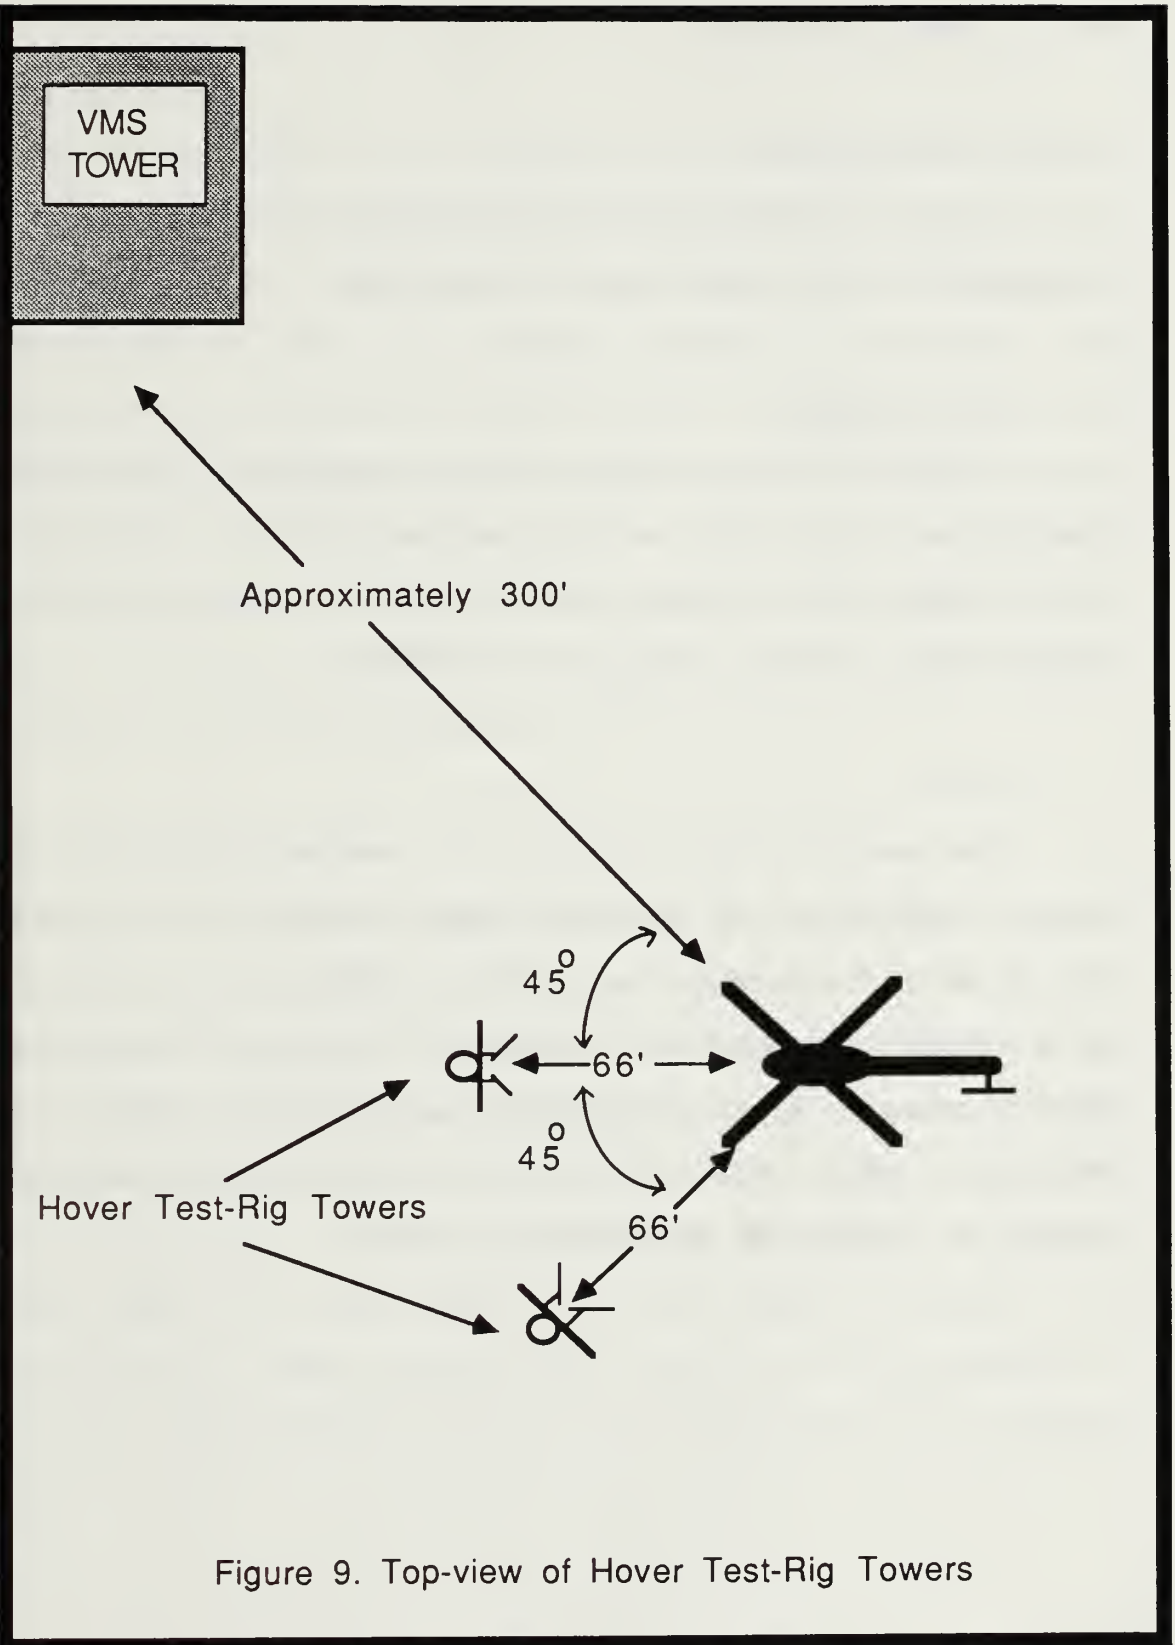 VMS
TOWER
Approximately 300'
45°
66'
45°
Hover Test-Rig Towers
66'
Figure 9. Top-view of Hover Test-Rig Towers